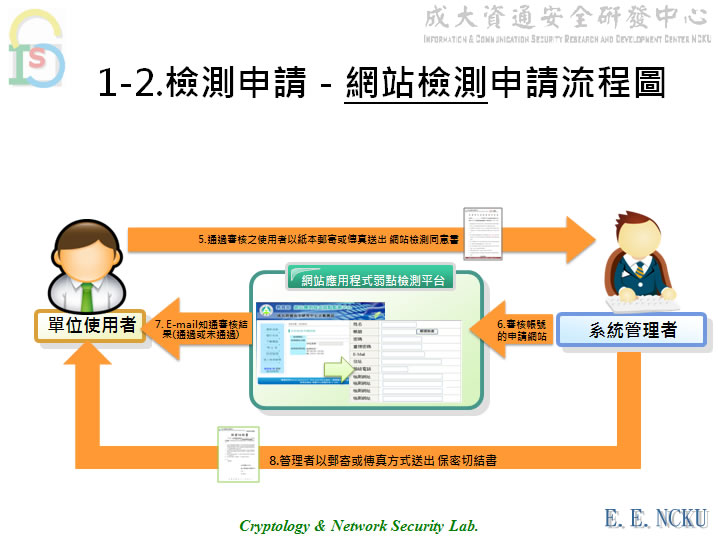 成大資通安全研發中心
INFORMATION & COMMUNICATION SECURITY RESEARCH AND DEVELOPMENT CENTER NCKU
1-2.檢測申請 - 網站檢測申請流程圖
5.通過審核之使用者以紙本郵寄或傳真送出 網站檢測同意書
網站應用程式弱點檢測平台
單位使用者
7. E-mail知通審核結
果(通過或未通過)
6.審核帳號
的申請網站
系統管理者
E-Mail
8.管理者以郵寄或傳真方式送出 保密切結書
Cryptology & Network Security Lab.
E. E. NCKU